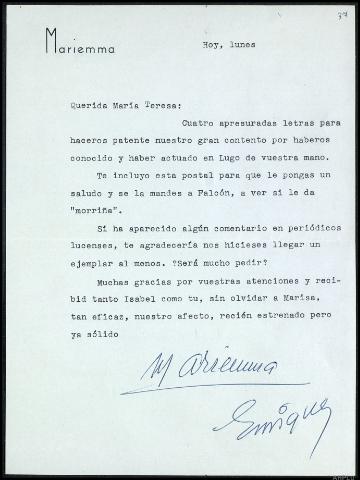 37
Mariemma
Hoy, lunes
Querida María Teresa:
Cuatro apresuradas letras para
haceros patente nuestro gran contento por haberos
conocido y haber actuado en Lugo de vuestra mano.
Te incluyo esta postal para que le pongas un
saludo y se la mandes a Falcón, a ver si le da
"morriña".
Si ha aparecido algún comentario en periódicos
lucenses, te agradecería nos hicieses llegar un
ejemplar al menos. ?Será mucho pedir?
Muchas gracias por vuestras atenciones y reci-
bid tanto Isabel como tu, sin olvidar a Marisa,
tan eficaz, nuestro afecto, recién estrenado pero
ya sólido
Mariemma
Enrique
AHPLU